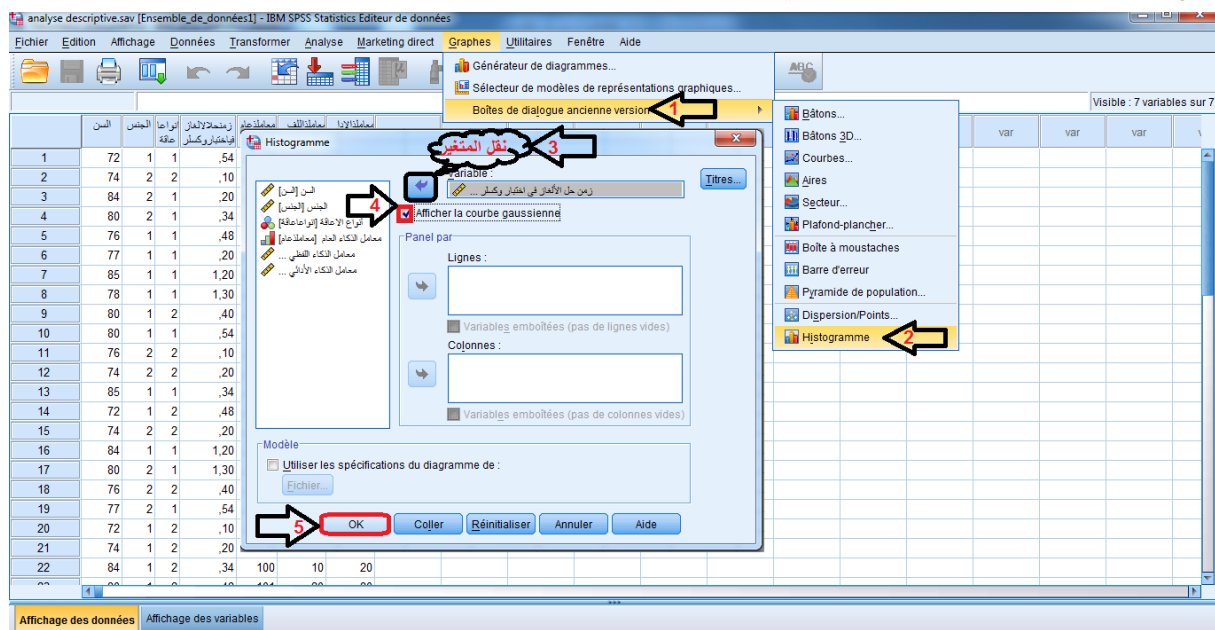 analyse descriptive.sav [Ensemble_de_données1] - IBM SPSS Statistics Editeur de données
Fichier Edition Affichage Données Transformer Analyse Marketing direct Graphes Utilitaires Fenêtre Aide
Générateur de diagrammes...
Sélecteur de modèles de représentations graphiques...
Boîtes de dialogue ancienne version
1
Visible : 7 variables sur 7
Bâtons...
Bâtons 3D...
Courbes...
Aires
Secteur...
Plafond-plancher...
Boîte à moustaches
Barre d'erreur
Pyramide de population...
Dispersion/Points...
Histogramme
2
السن الجنس
var var var
1 72 1 1 ,54
2 74 2 2 ,10
3 84 2 1 ,20
4 80 2 1 ,34
5 76 1 1 ,48
6 77 1 1 ,20
7 85 1 1 1,20
8 78 1 1 1,30
9 80 1 2 ,40
10 80 1 1 ,54
11 76 2 2 ,10
12 74 2 2 ,20
13 85 1 1 ,34
14 72 1 2 ,48
15 74 2 2 ,20
16 84 1 1 1,20
17 80 2 1 1,30
18 76 2 2 ,40
19 77 2 1 ,54
20 72 1 2 ,10
21 74 1 2 ,20
22 84 1 2 ,34 100 10 20
Histogramme
نقل المتغير
3
Variable :
زمن حل الألغاز في اختبار وكسلر ...
Titres...
4
Afficher la courbe gaussienne
السن [السن]
الجنس [الجنس]
أنواع الاعاقة [انواعاعاقة]
معامل الذكاء العام [معاملذعام]
معامل الذكاء اللفظي ...
معامل الذكاء الأدائي ...
Panel par
Lignes :
Variables emboîtées (pas de lignes vides)
Colonnes :
Variables emboîtées (pas de colonnes vides)
Modèle
Utiliser les spécifications du diagramme de :
Fichier...
5
OK Coller Réinitialiser Annuler Aide
Affichage des données Affichage des variables